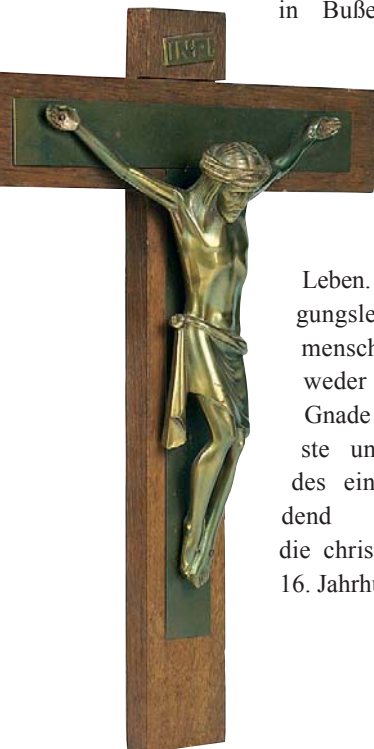 in Buße
INRI
Leben.
gungsle
mensch
weder
Gnade
ste un
des ein
dend
die chris
16. Jahrhu